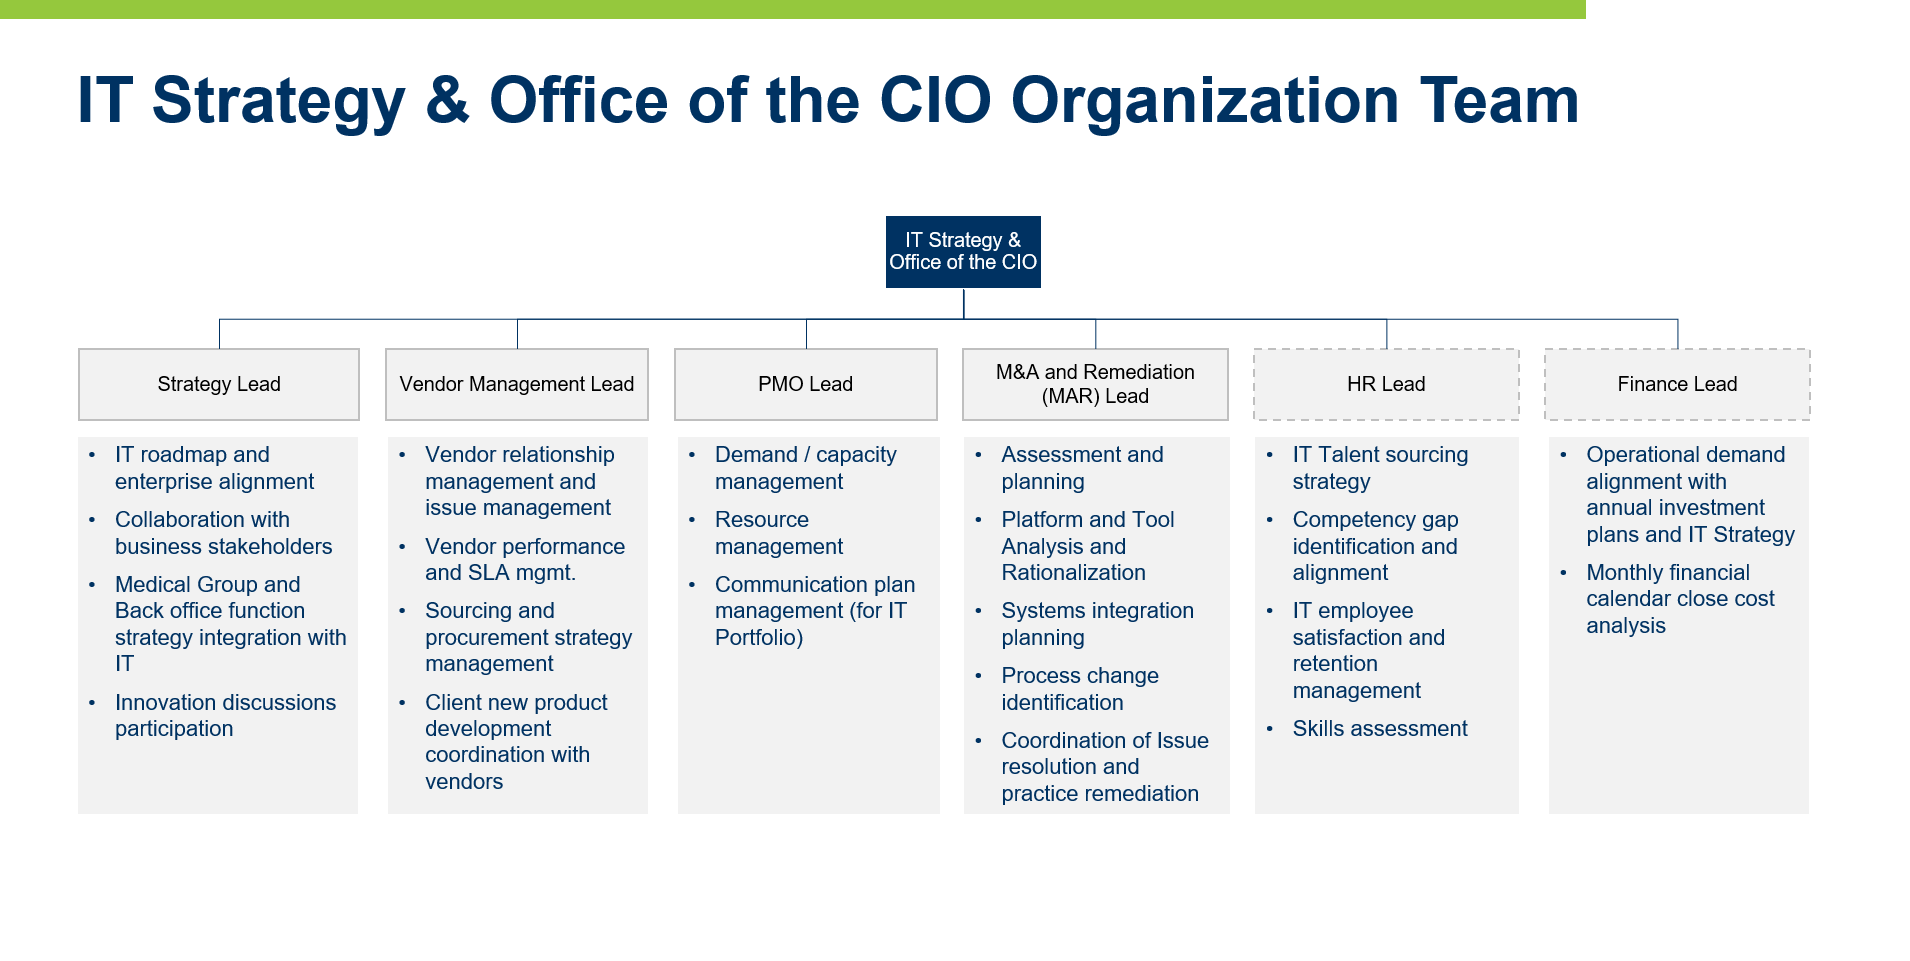 IT Strategy & Office of the CIO Organization Team
IT Strategy &
Office of the CIO
Strategy Lead
• IT roadmap and
enterprise alignment
• Collaboration with
business stakeholders
• Medical Group and
Back office function
strategy integration with
IT
• Innovation discussions
participation
Vendor Management Lead
• Vendor relationship
management and
issue management
• Vendor performance
and SLA mgmt.
• Sourcing and
procurement strategy
management
• Client new product
development
coordination with
vendors
PMO Lead
• Demand / capacity
management
• Resource
management
• Communication plan
management (for IT
Portfolio)
M&A and Remediation
(MAR) Lead
• Assessment and
planning
• Platform and Tool
Analysis and
Rationalization
• Systems integration
planning
• Process change
identification
• Coordination of Issue
resolution and
practice remediation
HR Lead
• IT Talent sourcing
strategy
• Competency gap
identification and
alignment
• IT employee
satisfaction and
retention
management
• Skills assessment
Finance Lead
• Operational demand
alignment with
annual investment
plans and IT Strategy
• Monthly financial
calendar close cost
analysis